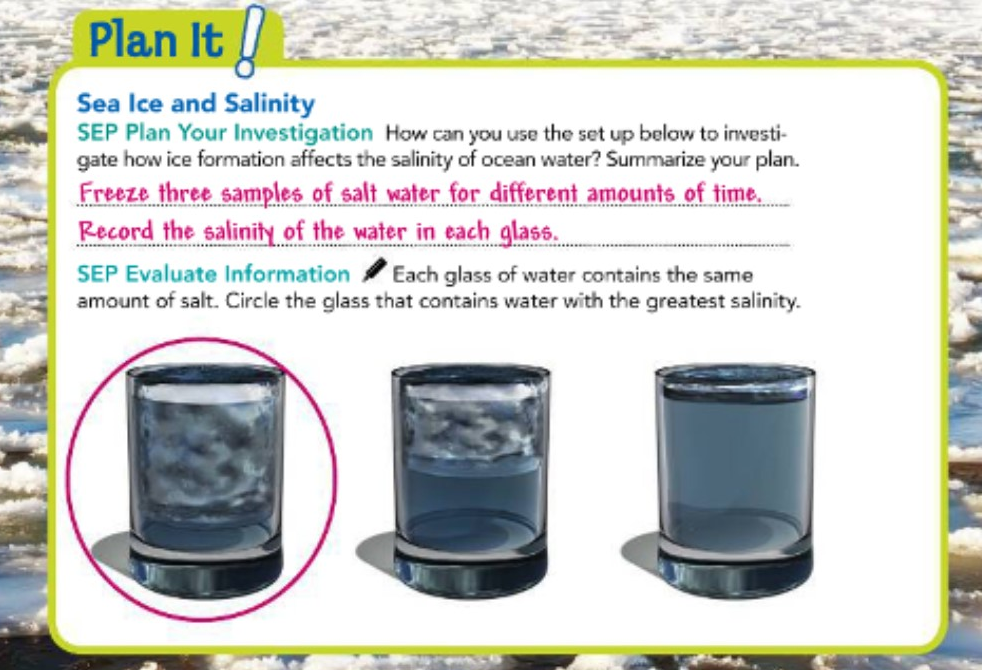 Plan It!
Sea Ice and Salinity
SEP Plan Your Investigation How can you use the set up below to investi-
gate how ice formation affects the salinity of ocean water? Summarize your plan.
Freeze three samples of salt water for different amounts of time.
Record the salinity of the water in each glass.
SEP Evaluate Information Each glass of water contains the same
amount of salt. Circle the glass that contains water with the greatest salinity.